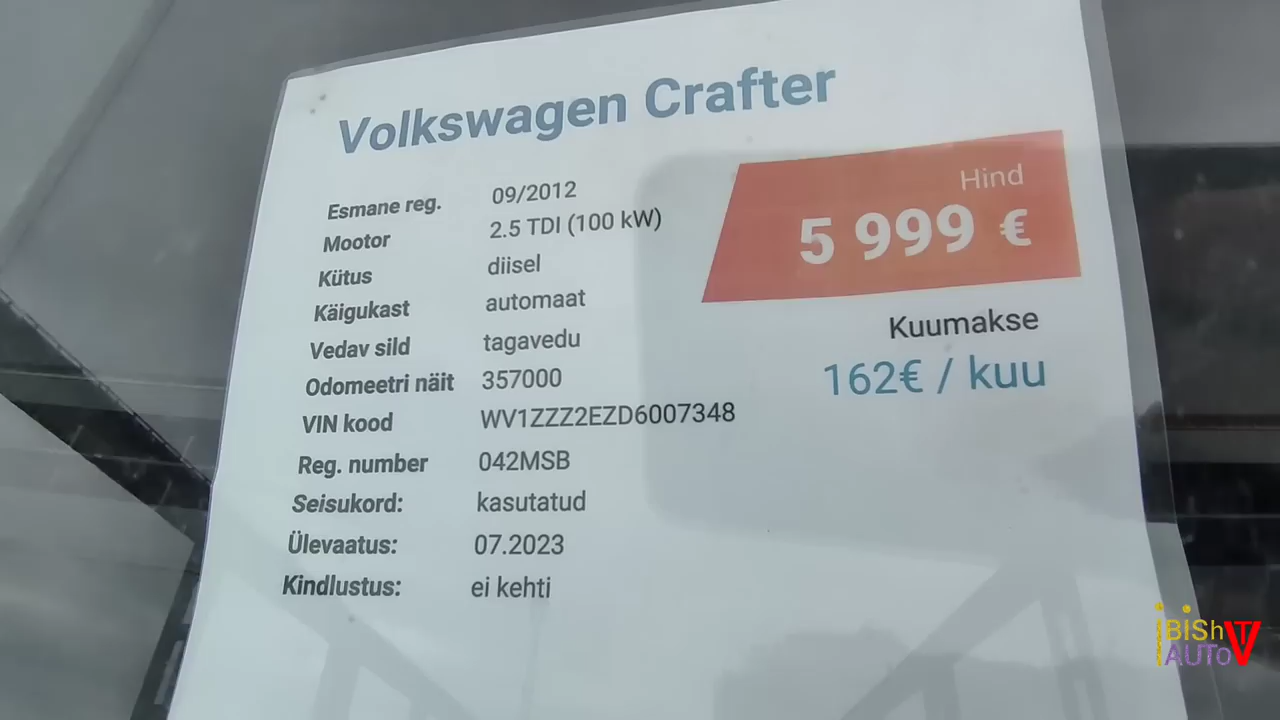 Volkswagen Crafter
Esmane reg. 09/2012
Mootor 2.5 TDI (100 kW)
Kütus diisel
Käigukast automaat
Vedav sild tagavedu
Odomeetri näit 357000
VIN kood WV1ZZZ2EZD6007348
Reg. number 042MSB
Seisukord: kasutatud
Ülevaatus: 07.2023
Kindlustus: ei kehti
Hind
5 999 €
Kuumakse
162€ / kuu
iBISh
AUTO TV